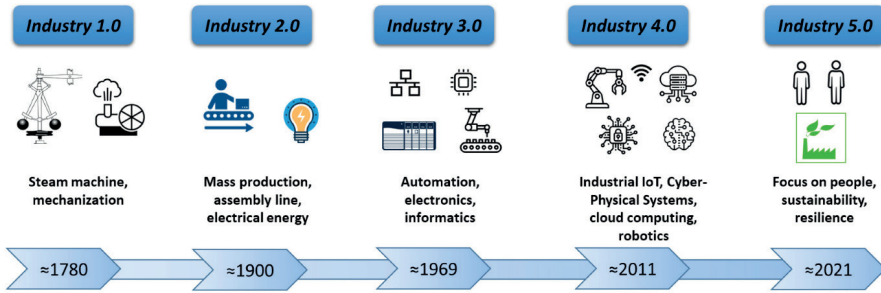 Industry 1.0
Industry 2.0
Industry 3.0
Industry 4.0
Industry 5.0
Steam machine,
mechanization
Mass production,
assembly line,
electrical energy
Automation,
electronics,
informatics
Industrial IoT, Cyber-
Physical Systems,
cloud computing,
robotics
Focus on people,
sustainability,
resilience
≈1780
≈1900
≈1969
≈2011
≈2021